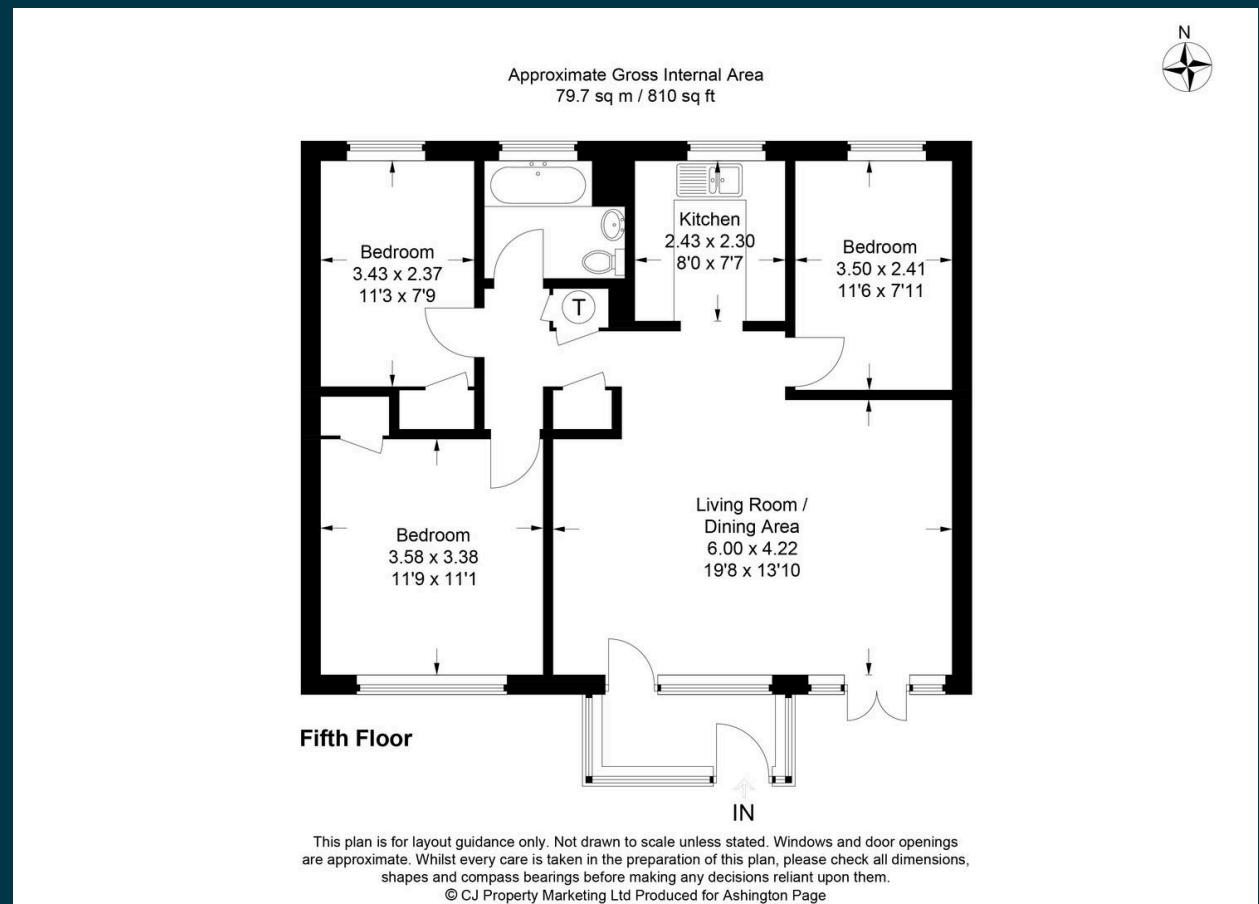 N
Approximate Gross Internal Area
79.7 sq m / 810 sq ft
Bedroom
3.43 x 2.37
11'3 x 7'9
Kitchen
2.43 x 2.30
8'0 x 7'7
Bedroom
3.50 x 2.41
11'6 x 7'11
T
Bedroom
3.58 x 3.38
11'9 x 11'1
Living Room /
Dining Area
6.00 x 4.22
19'8 x 13'10
Fifth Floor
IN
This plan is for layout guidance only. Not drawn to scale unless stated. Windows and door openings
are approximate. Whilst every care is taken in the preparation of this plan, please check all dimensions,
shapes and compass bearings before making any decisions reliant upon them.
© CJ Property Marketing Ltd Produced for Ashington Page